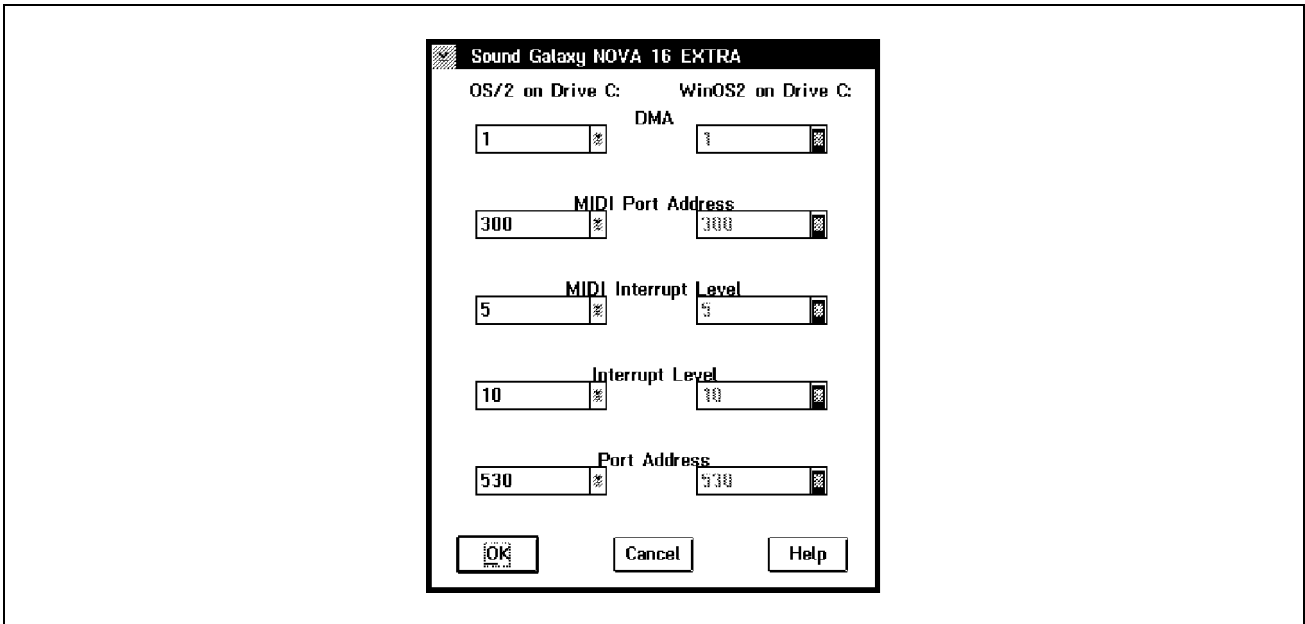 Sound Galaxy NOVA 16 EXTRA
OS/2 on Drive C: WinOS2 on Drive C:
DMA
1 1
MIDI Port Address
300 300
MIDI Interrupt Level
5 5
Interrupt Level
10 10
Port Address
530 530
OK Cancel Help